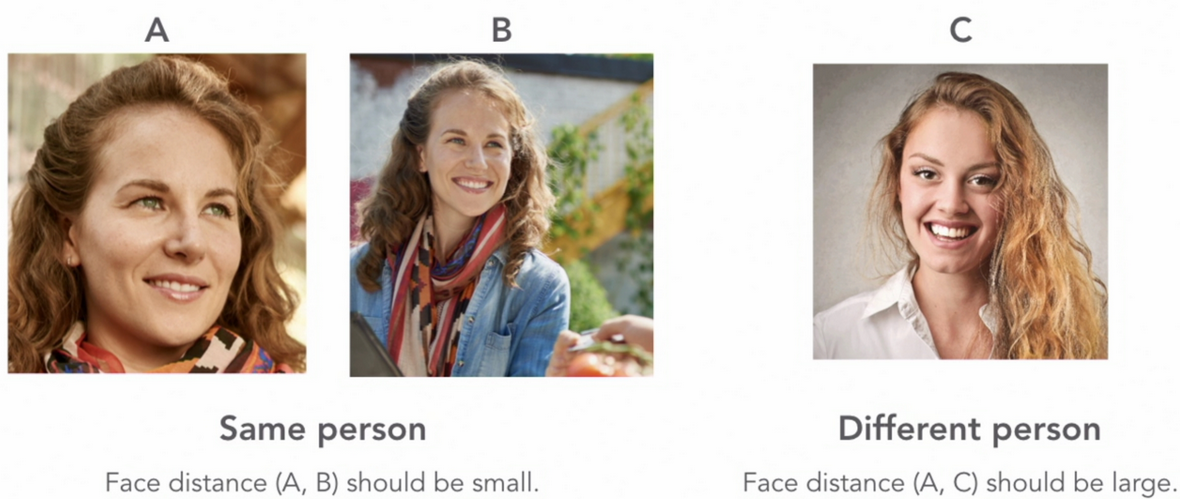 A
B
C
Same person
Different person
Face distance (A, B) should be small.
Face distance (A, C) should be large.